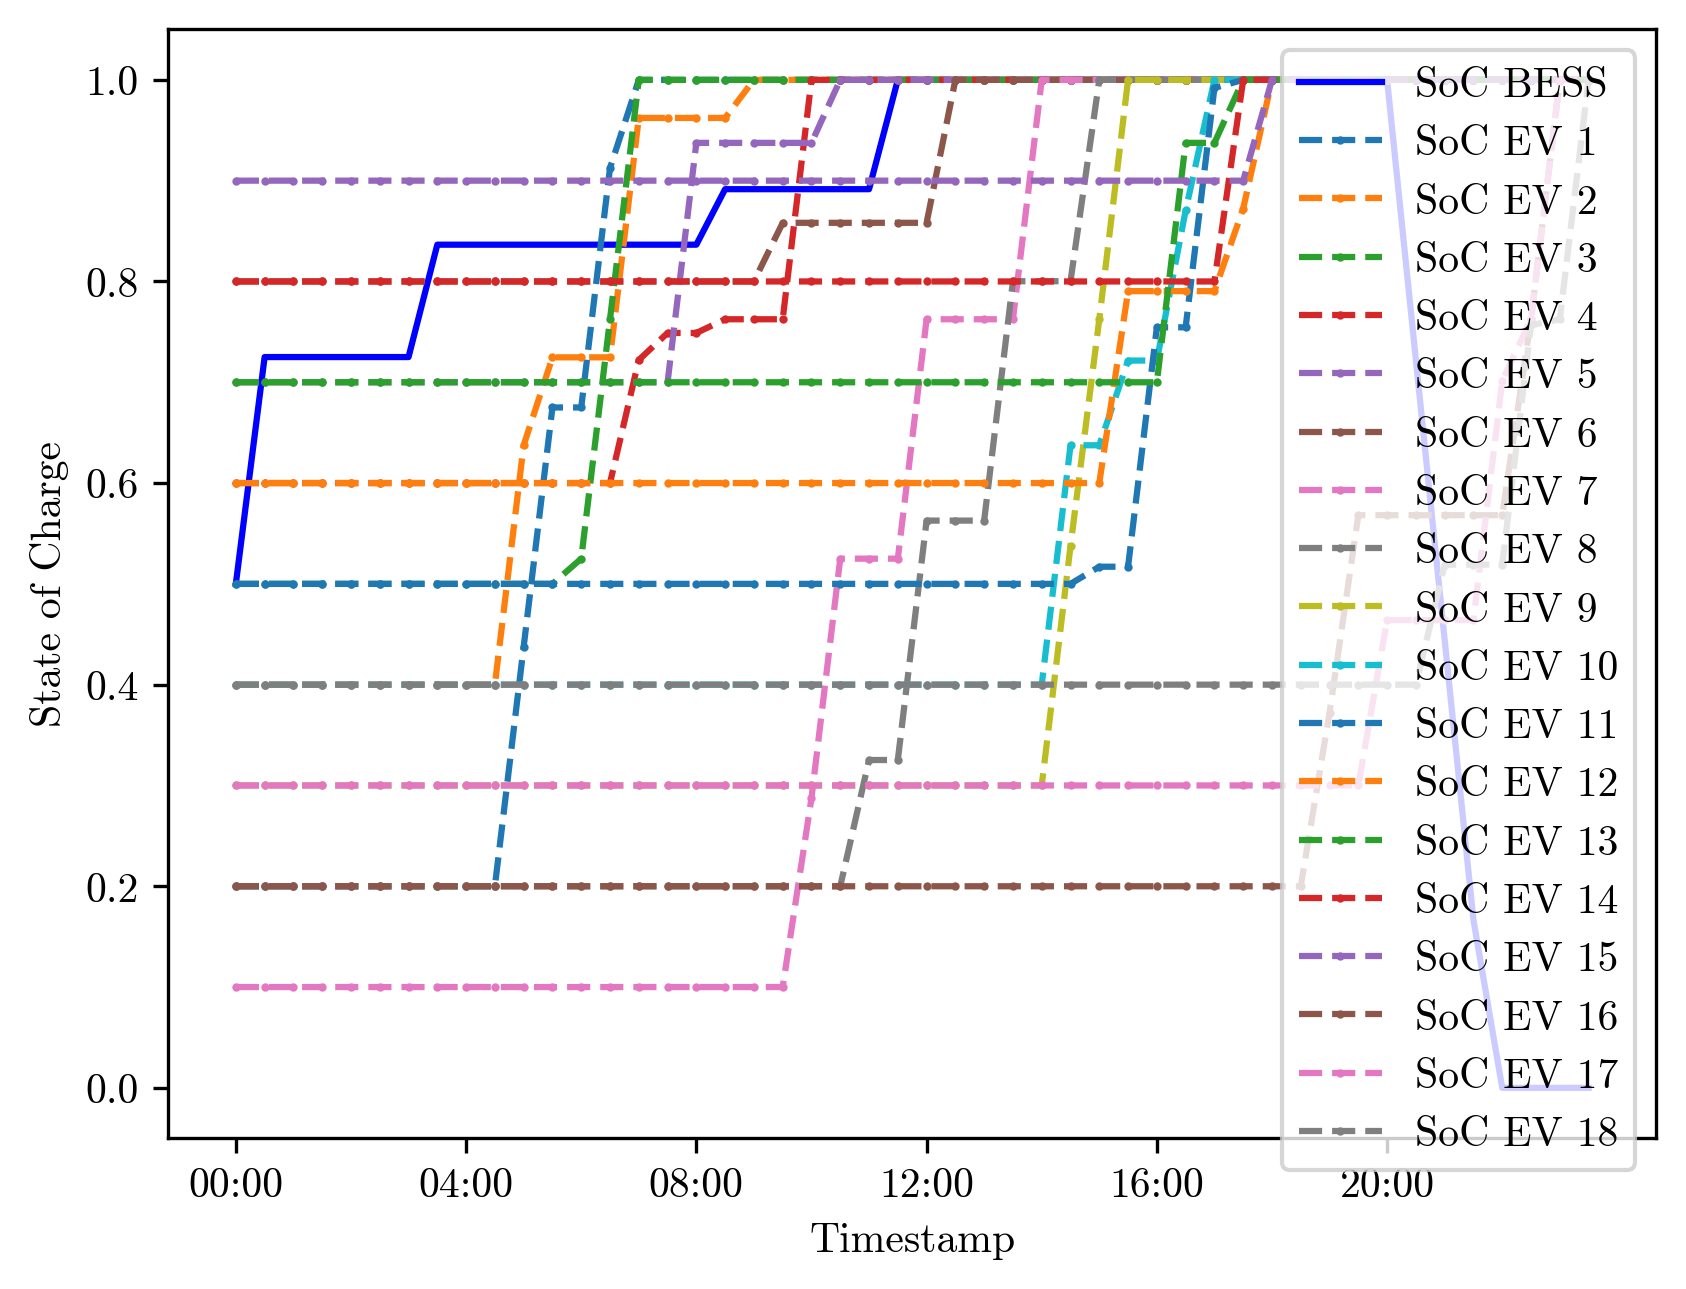 1.0
0.8
0.6
0.4
0.2
0.0
State of Charge
00:00
04:00
08:00
12:00
16:00
20:00
Timestamp
SoC BESS
SoC EV 1
SoC EV 2
SoC EV 3
SoC EV 4
SoC EV 5
SoC EV 6
SoC EV 7
SoC EV 8
SoC EV 9
SoC EV 10
SoC EV 11
SoC EV 12
SoC EV 13
SoC EV 14
SoC EV 15
SoC EV 16
SoC EV 17
SoC EV 18